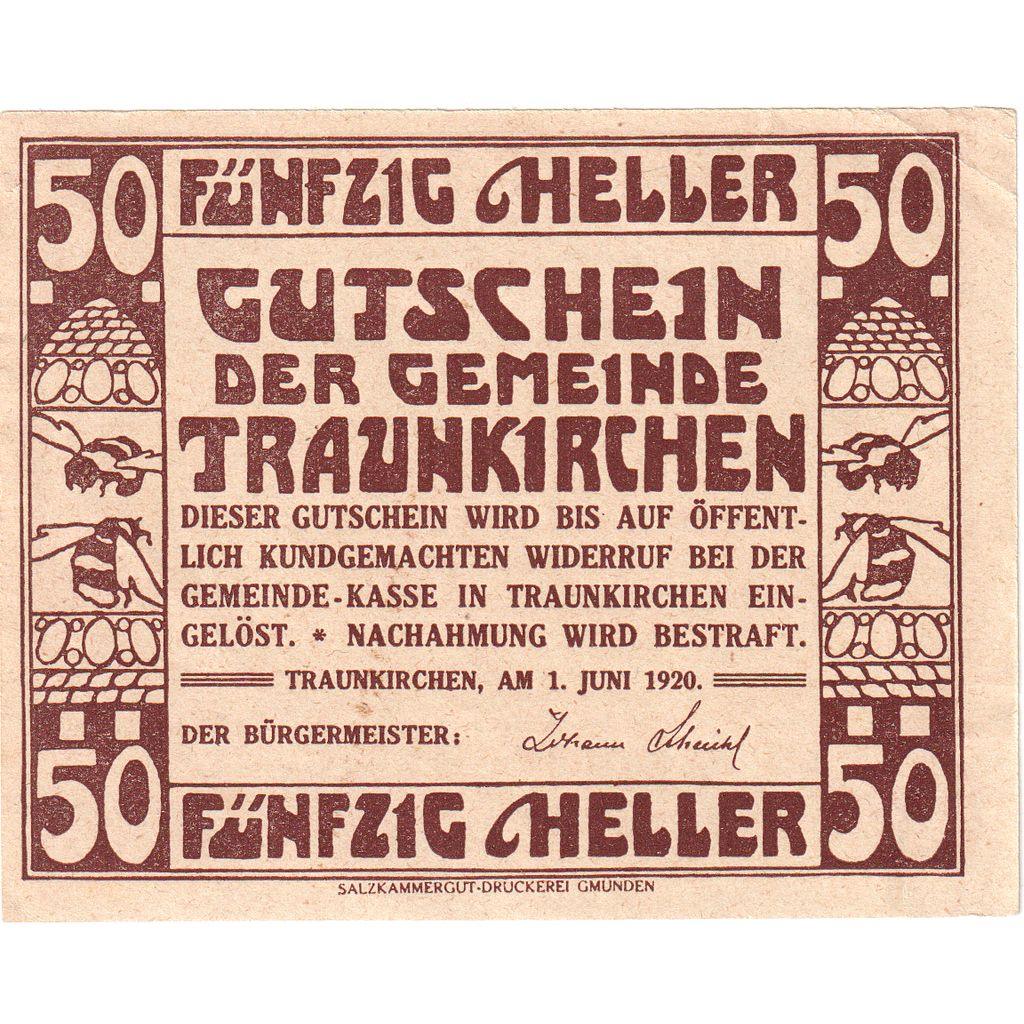 50 FÜNFZIG HELLER 50
GUTSCHEIN
DER GEMEINDE
TRAUNKIRCHEN
DIESER GUTSCHEIN WIRD BIS AUF ÖFFENT-
LICH KUNDGEMACHTEN WIDERRUF BEI DER
GEMEINDE-KASSE IN TRAUNKIRCHEN EIN-
GELÖST. * NACHAHMUNG WIRD BESTRAFT.
TRAUNKIRCHEN, AM 1. JUNI 1920.
DER BÜRGERMEISTER: Johann
50 FÜNFZIG HELLER 50
SALZKAMMERGUT-DRUCKEREI GMUNDEN